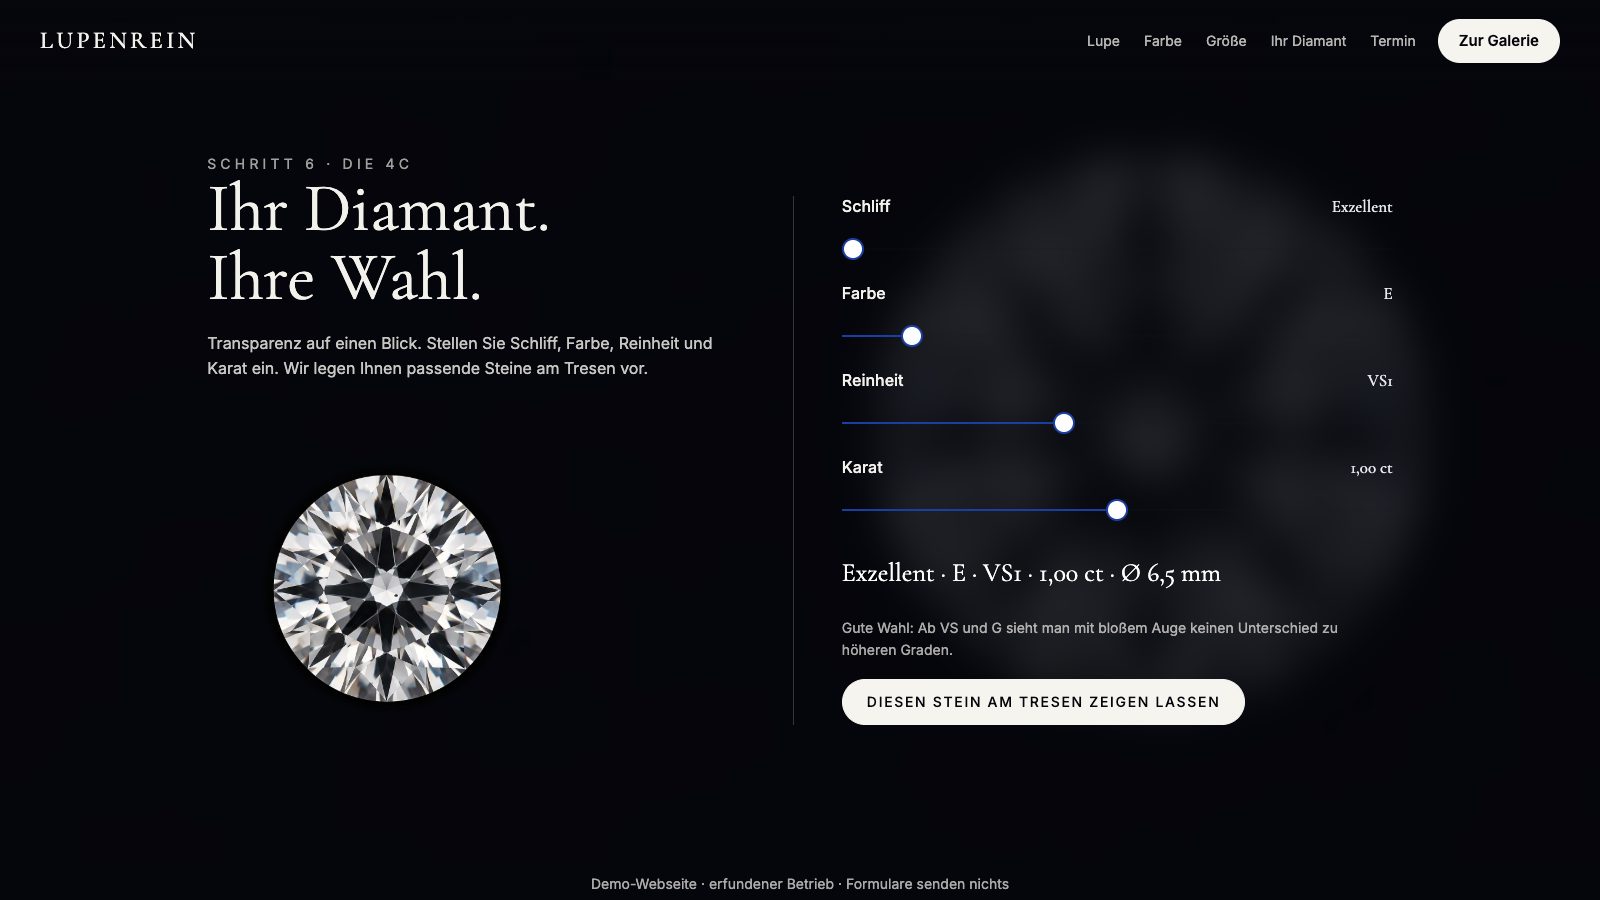 LUPENREIN
Lupe
Farbe
Größe
Ihr Diamant
Termin
Zur Galerie
SCHRITT 6 · DIE 4C
Ihr Diamant.
Ihre Wahl.
Transparenz auf einen Blick. Stellen Sie Schliff, Farbe, Reinheit und
Karat ein. Wir legen Ihnen passende Steine am Tresen vor.
Schliff
Exzellent
Farbe
E
Reinheit
VS1
Karat
1,00 ct
Exzellent · E · VS1 · 1,00 ct · Ø 6,5 mm
Gute Wahl: Ab VS und G sieht man mit bloßem Auge keinen Unterschied zu
höheren Graden.
DIESEN STEIN AM TRESEN ZEIGEN LASSEN
Demo-Webseite · erfundener Betrieb · Formulare senden nichts